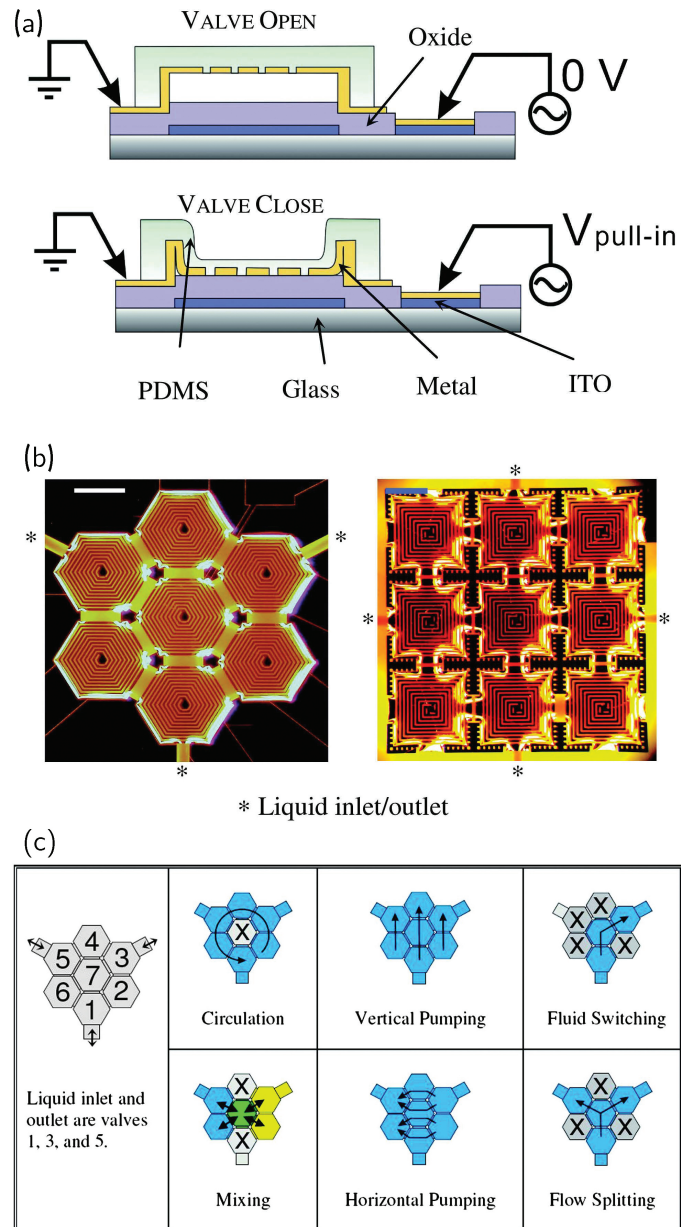 (a)
VALVE OPEN
Oxide
0 V
VALVE CLOSE
Vpull-in
PDMS
Glass
Metal
ITO
(b)
*
*
*
*
*
*
*
* Liquid inlet/outlet
(c)
4
5
3
7
6
2
1
Liquid inlet and
outlet are valves
1, 3, and 5.
X
Circulation
Vertical Pumping
X
X
X
X
Fluid Switching
X
X
Mixing
Horizontal Pumping
X
X
X
Flow Splitting